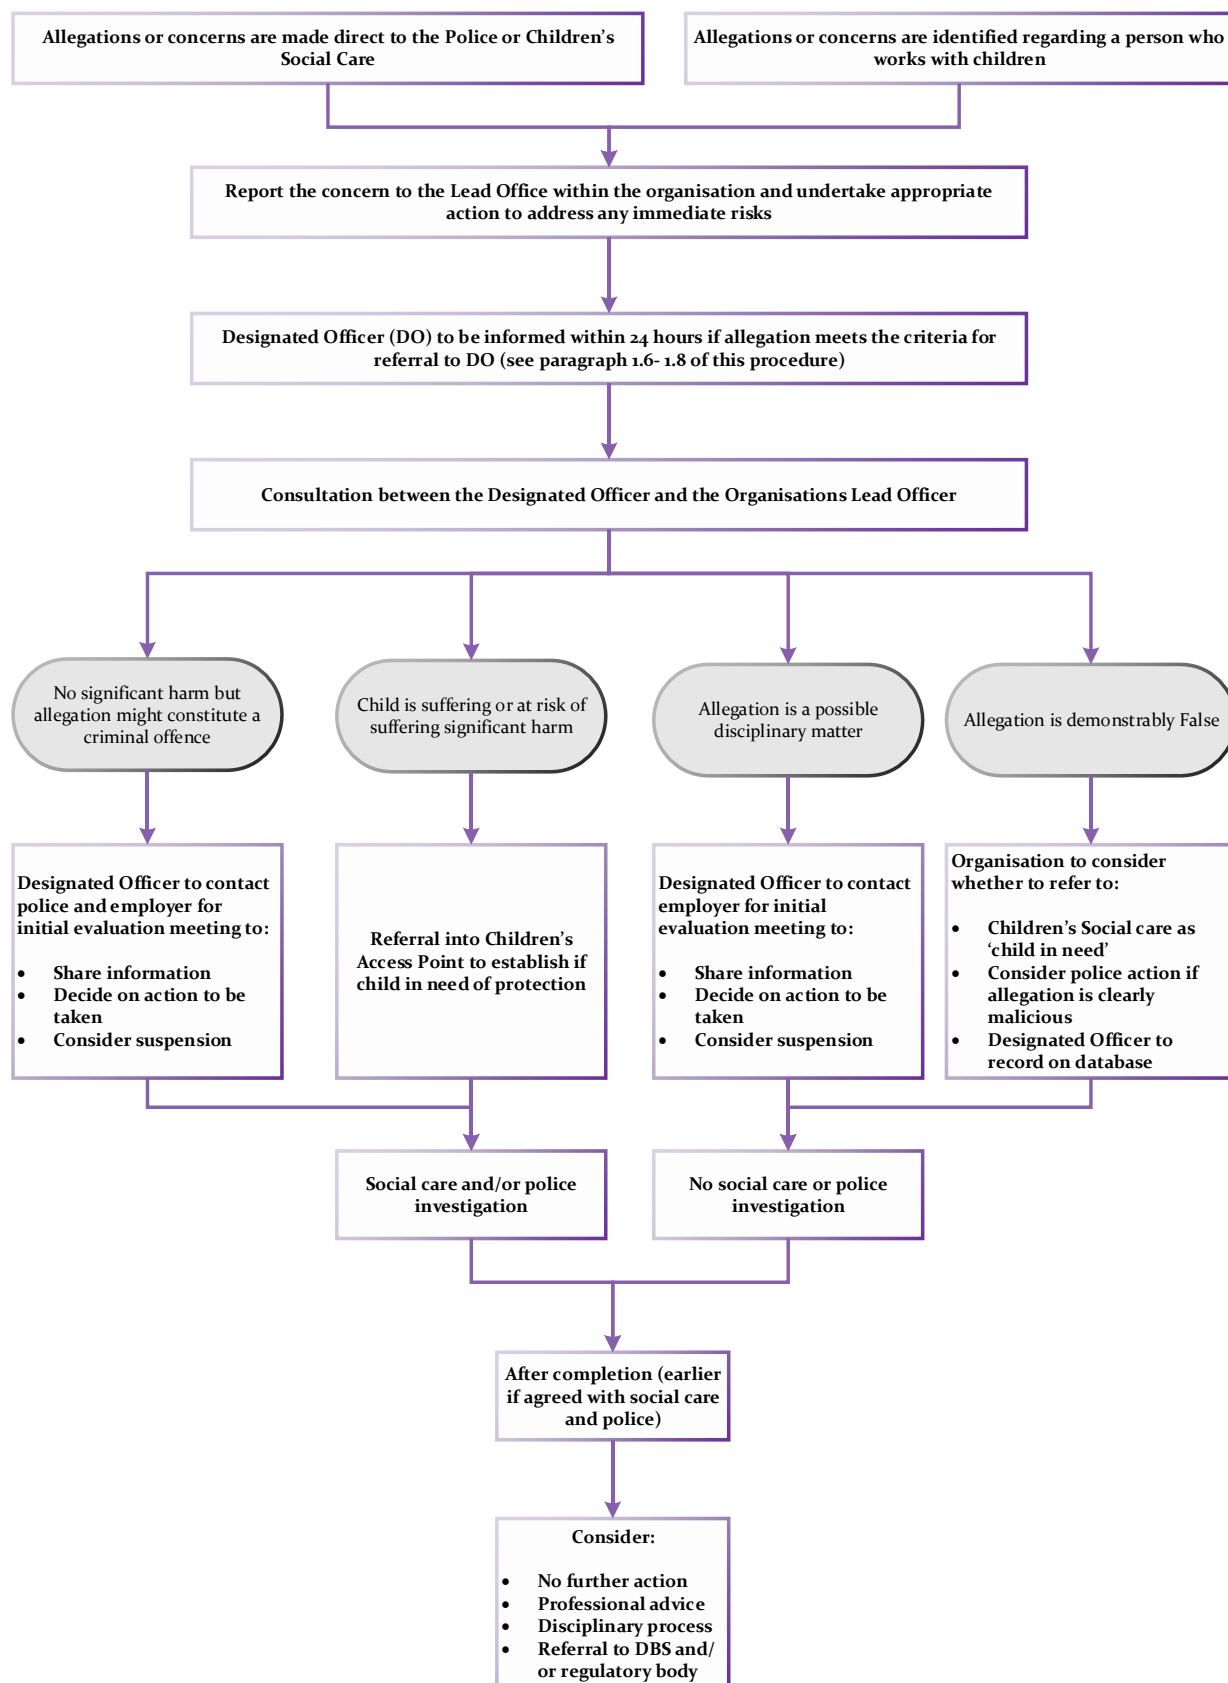 Allegations or concerns are made direct to the Police or Children's
Social Care
Allegations or concerns are identified regarding a person who
works with children
Report the concern to the Lead Office within the organisation and undertake appropriate
action to address any immediate risks
Designated Officer (DO) to be informed within 24 hours if allegation meets the criteria for
referral to DO (see paragraph 1.6- 1.8 of this procedure)
Consultation between the Designated Officer and the Organisations Lead Officer
No significant harm but
allegation might constitute a
criminal offence
Child is suffering or at risk of
suffering significant harm
Allegation is a possible
disciplinary matter
Allegation is demonstrably False
Designated Officer to contact
police and employer for
initial evaluation meeting to:
• Share information
• Decide on action to be
taken
• Consider suspension
Referral into Children's
Access Point to establish if
child in need of protection
Designated Officer to contact
employer for initial
evaluation meeting to:
• Share information
• Decide on action to be
taken
• Consider suspension
Organisation to consider
whether to refer to:
• Children's Social care as
'child in need'
• Consider police action if
allegation is clearly
malicious
• Designated Officer to
record on database
Social care and/or police
investigation
No social care or police
investigation
After completion (earlier
if agreed with social care
and police)
Consider:
• No further action
• Professional advice
• Disciplinary process
• Referral to DBS and/
or regulatory body